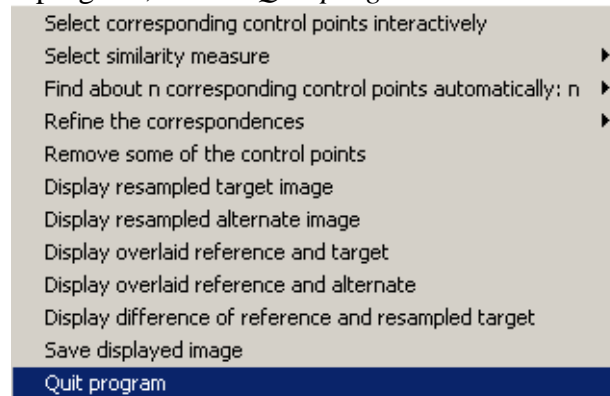 Select corresponding control points interactively
Select similarity measure
Find about n corresponding control points automatically: n
Refine the correspondences
Remove some of the control points
Display resampled target image
Display resampled alternate image
Display overlaid reference and target
Display overlaid reference and alternate
Display difference of reference and resampled target
Save displayed image
Quit program